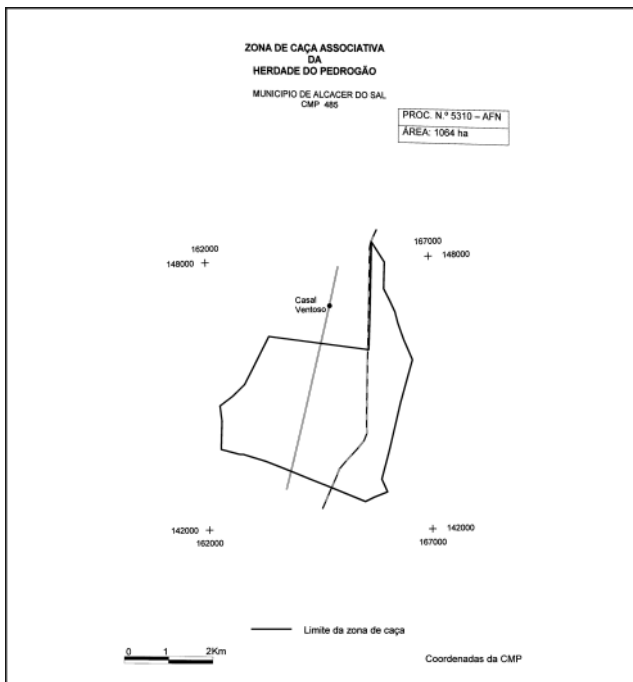 ZONA DE CAÇA ASSOCIATIVA
DA
HERDADE DO PEDROGÃO
MUNICIPIO DE ALCACER DO SAL
CMP 485
PROC. N.º 5310 – AFN
ÁREA: 1064 ha
162000
148000
167000
148000
Casal
Ventoso
142000
162000
142000
167000
Limite da zona de caça
0 1 2Km
Coordenadas da CMP